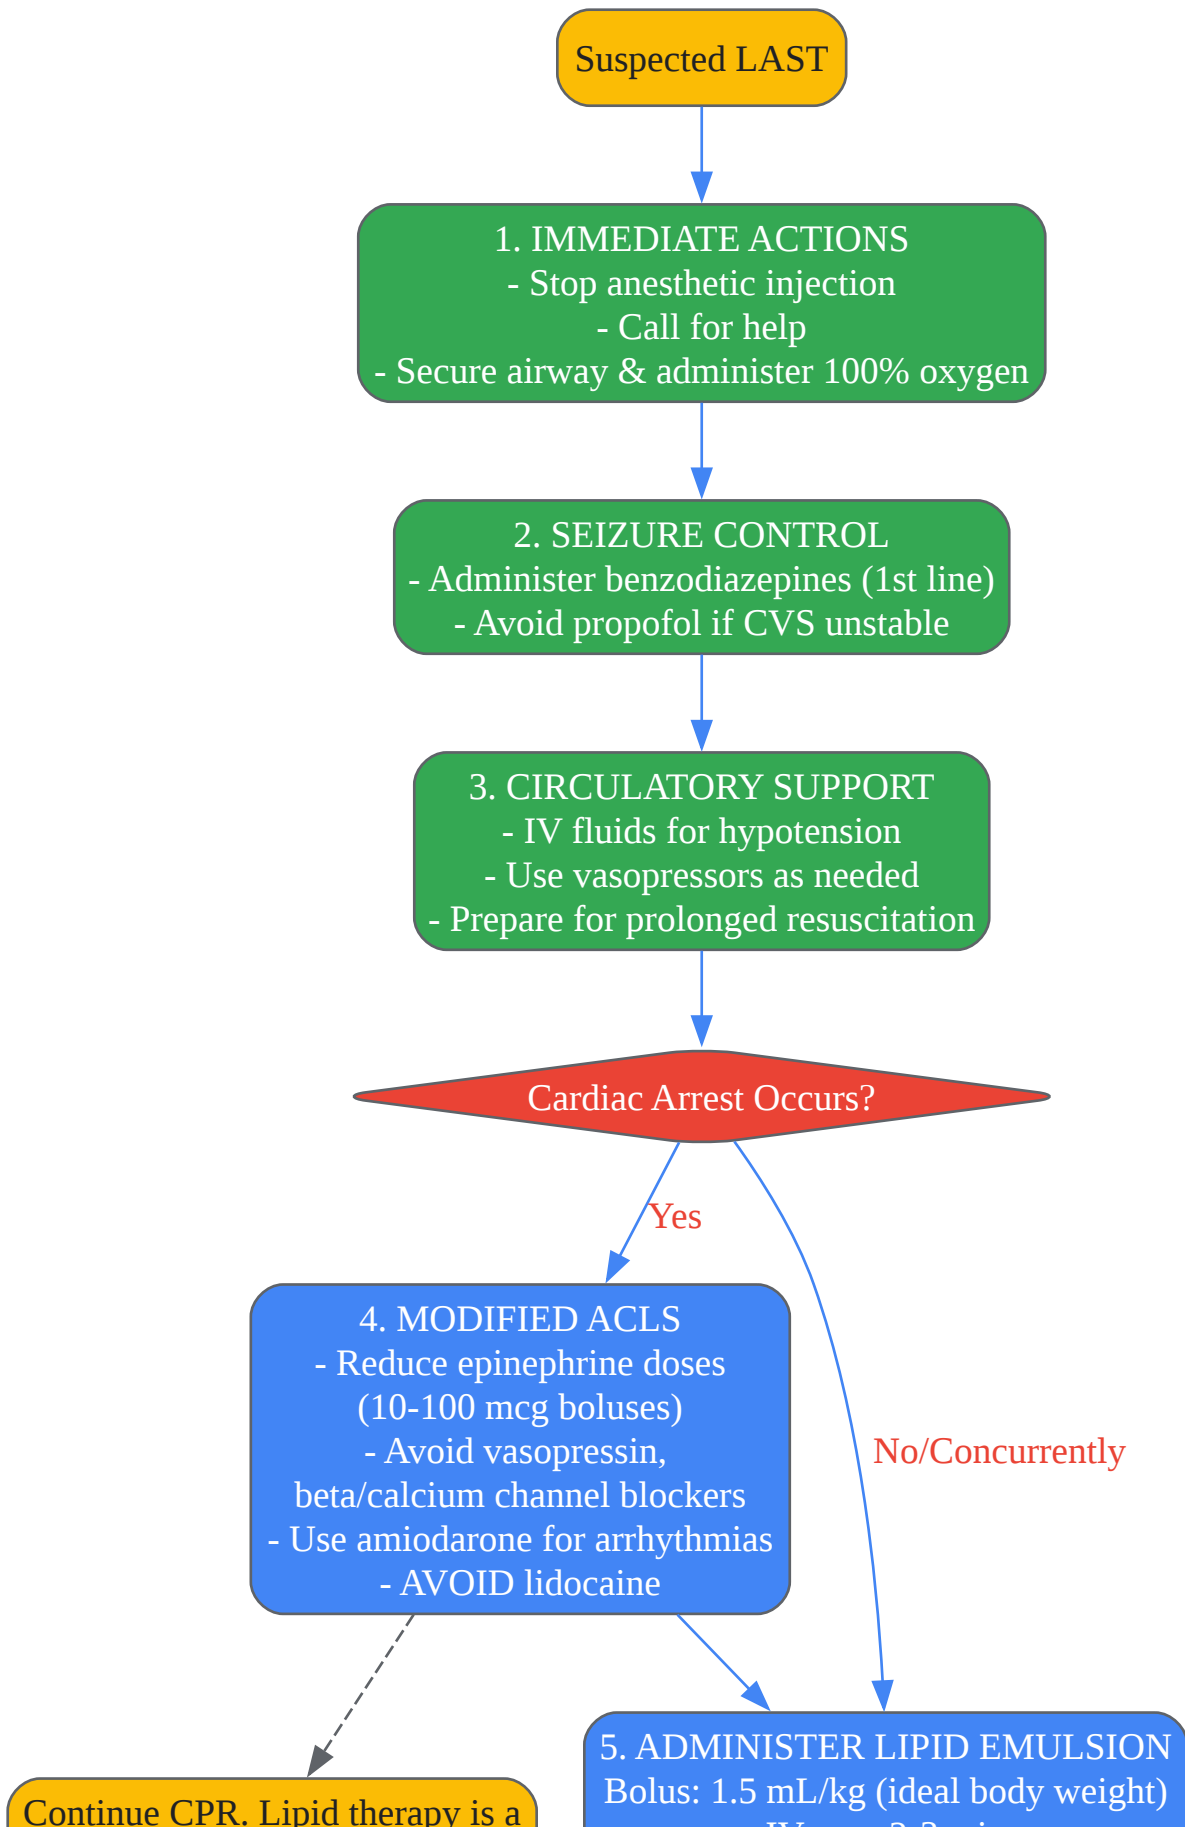 Suspected LAST
1. IMMEDIATE ACTIONS
- Stop anesthetic injection
- Call for help
- Secure airway & administer 100% oxygen
2. SEIZURE CONTROL
- Administer benzodiazepines (1st line)
- Avoid propofol if CVS unstable
3. CIRCULATORY SUPPORT
- IV fluids for hypotension
- Use vasopressors as needed
- Prepare for prolonged resuscitation
Cardiac Arrest Occurs?
Yes
4. MODIFIED ACLS
- Reduce epinephrine doses
(10-100 mcg boluses)
- Avoid vasopressin,
beta/calcium channel blockers
- Use amiodarone for arrhythmias
- AVOID lidocaine
No/Concurrently
5. ADMINISTER LIPID EMULSION
Bolus: 1.5 mL/kg (ideal body weight)
Continue CPR. Lipid therapy is a